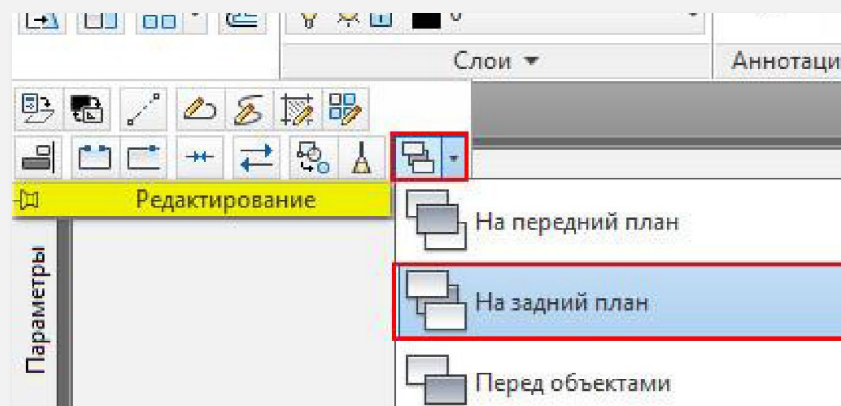 Слои
Аннотаци
Редактирование
Параметры
На передний план
На задний план
Перед объектами